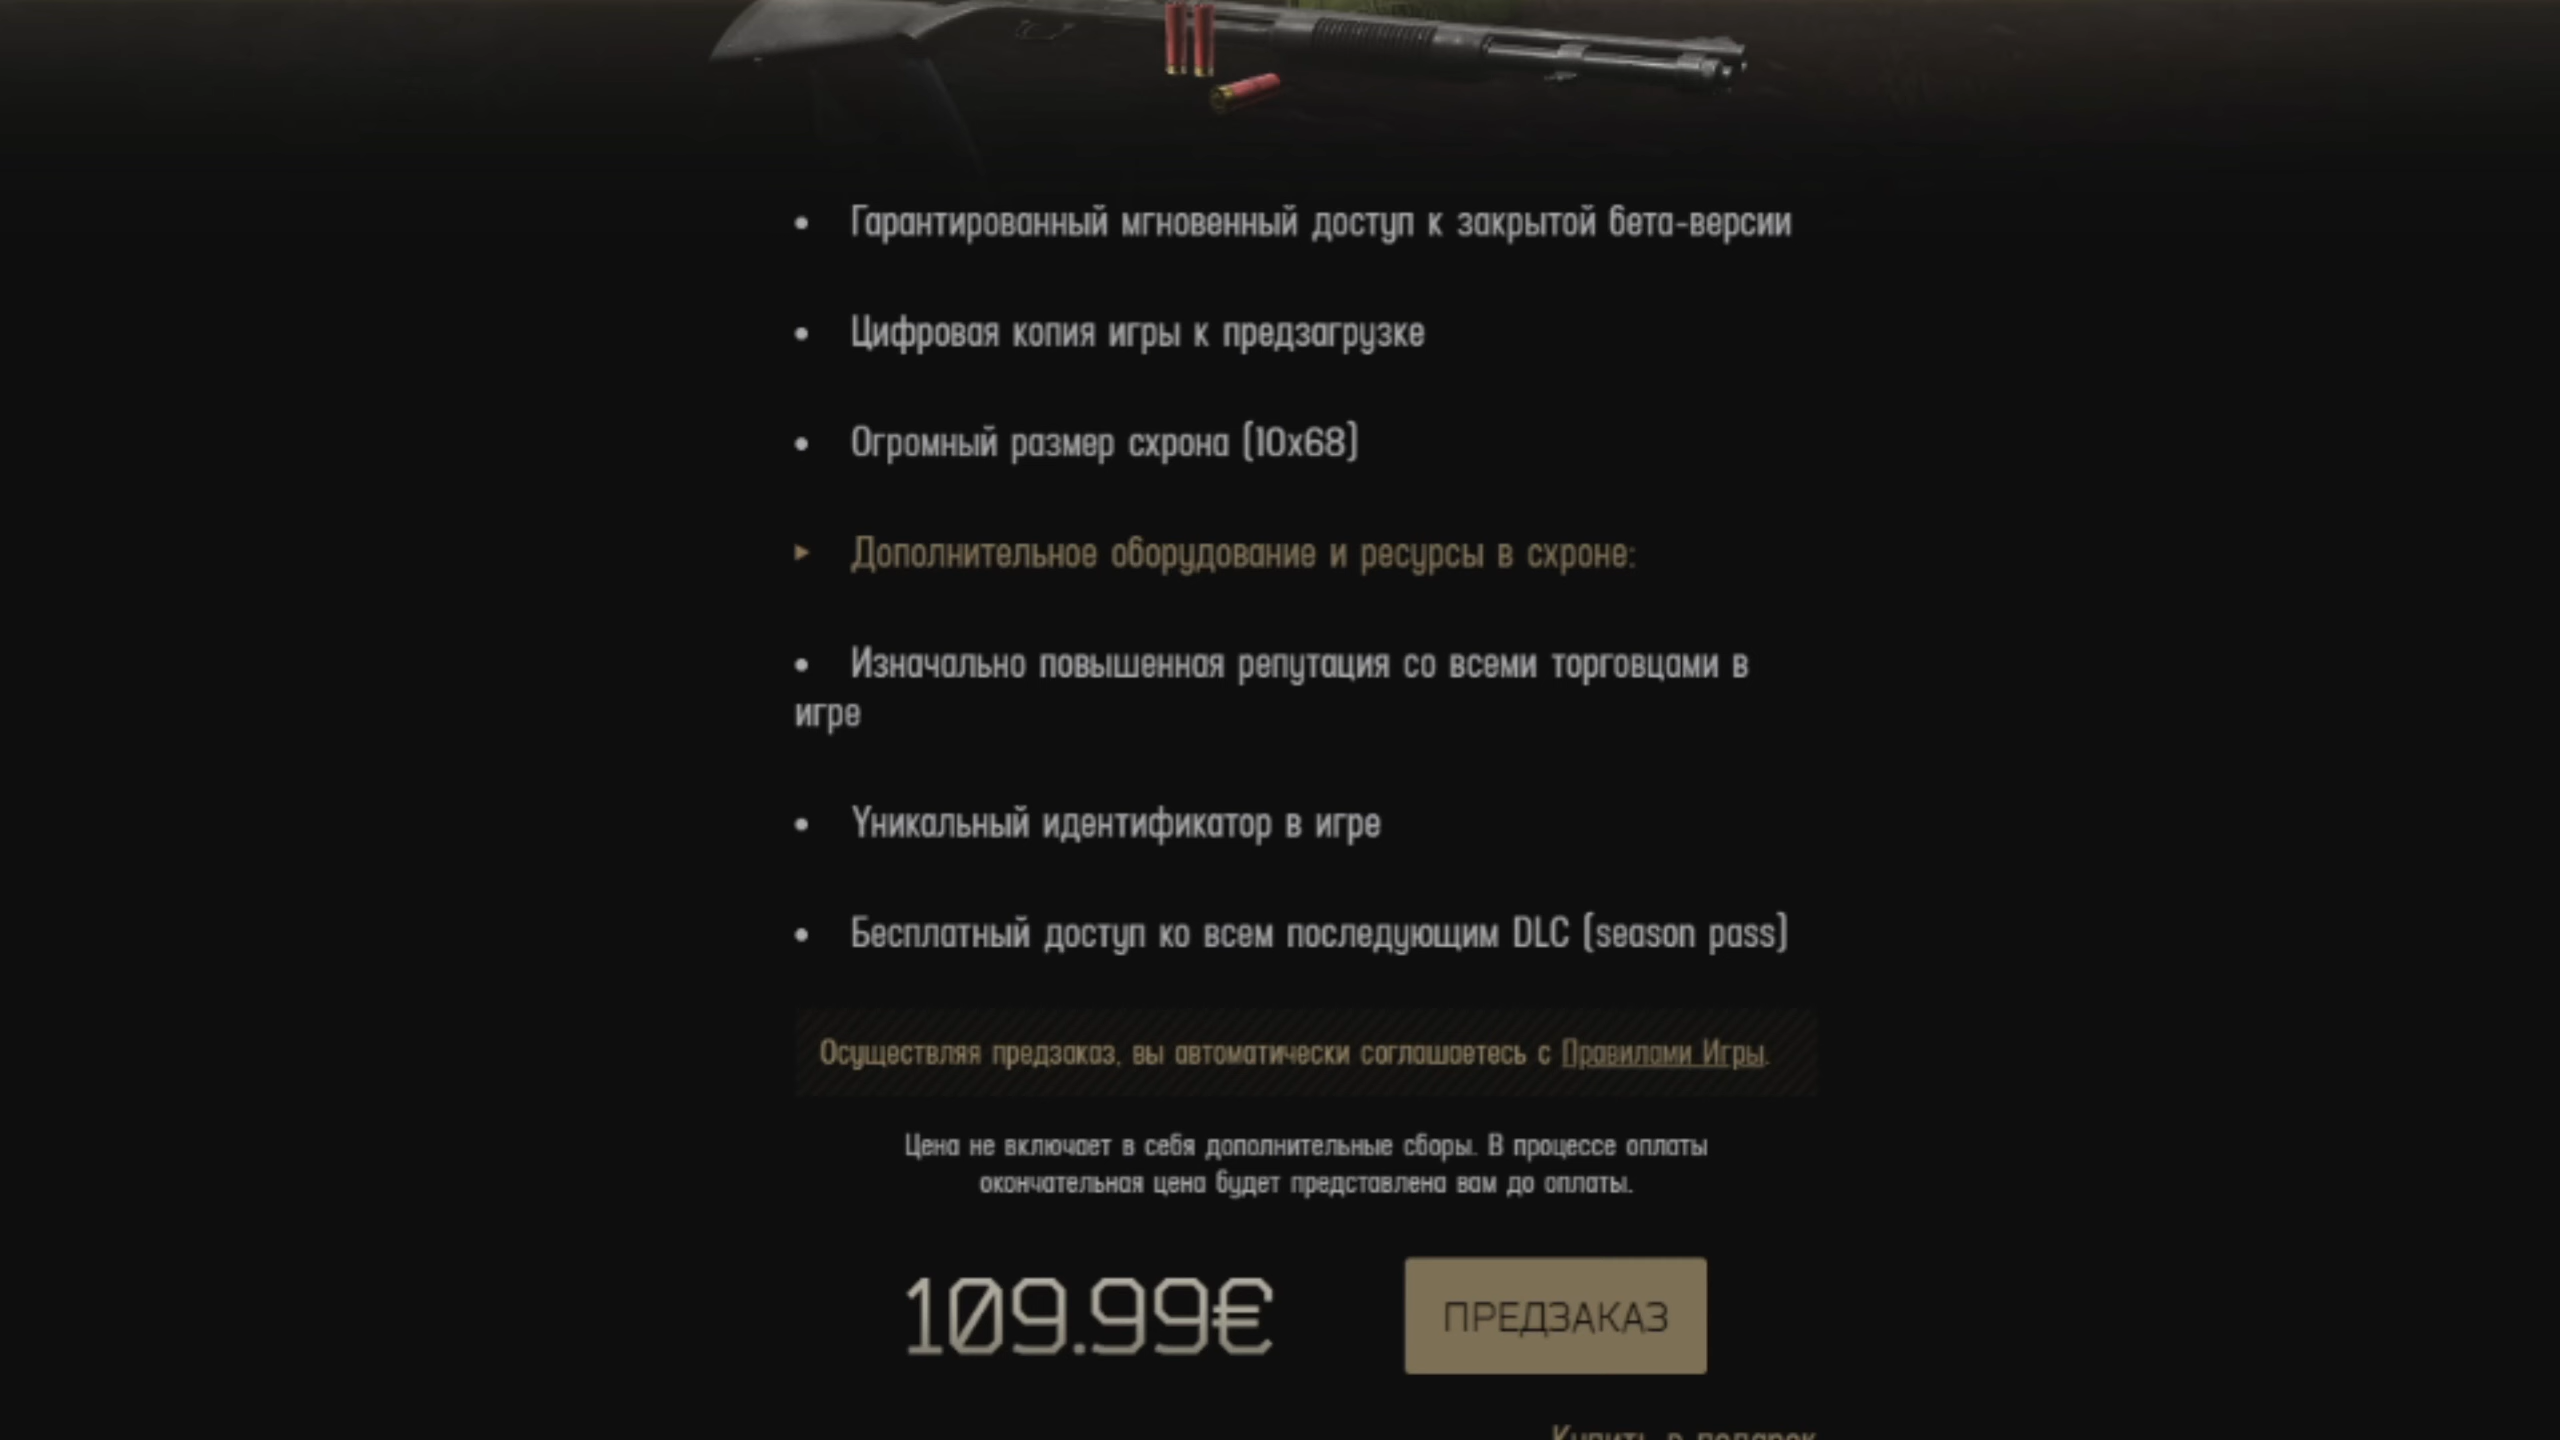 • Гарантированный мгновенный доступ к закрытой бета-версии
• Цифровая копия игры к предзагрузке
• Огромный размер схрона (10x68)
▸ Дополнительное оборудование и ресурсы в схроне:
• Изначально повышенная репутация со всеми торговцами в
игре
• Уникальный идентификатор в игре
• Бесплатный доступ ко всем последующим DLC (season pass)
Осуществляя предзаказ, вы автоматически соглашаетесь с Правилами Игры.
Цена не включает в себя дополнительные сборы. В процессе оплаты
окончательная цена будет представлена вам до оплаты.
109.99€
ПРЕДЗАКАЗ
Купить в подарок